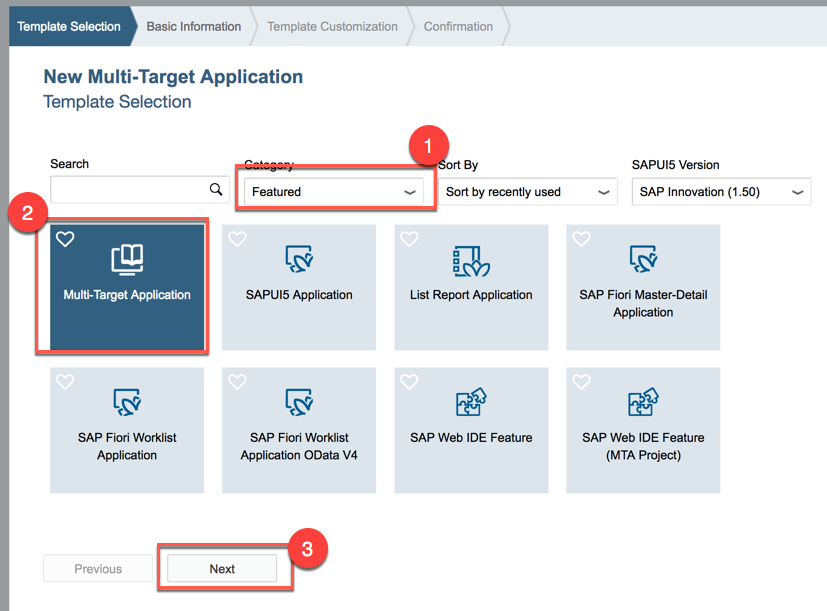 Template Selection
Basic Information
Template Customization
Confirmation
New Multi-Target Application
Template Selection
1
Search
Category
Sort By
SAPUI5 Version
Featured
Sort by recently used
SAP Innovation (1.50)
2
Multi-Target Application
SAPUI5 Application
List Report Application
SAP Fiori Master-Detail
Application
SAP Fiori Worklist
Application
SAP Fiori Worklist
Application OData V4
SAP Web IDE Feature
SAP Web IDE Feature
(MTA Project)
Previous
Next
3